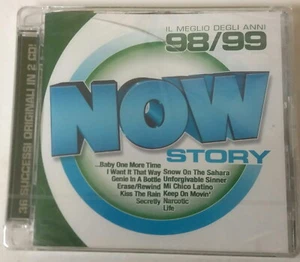 IL MEGLIO DEGLI ANNI
98/99
NOW
STORY
...Baby One More Time
I Want It That Way
Genie In A Bottle
Erase/Rewind
Kiss The Rain
Secretly
Snow On The Sahara
Unforgivable Sinner
Mi Chico Latino
Keep On Movin'
Narcotic
Life
36 SUCCESSI ORIGINALI IN 2 CD!